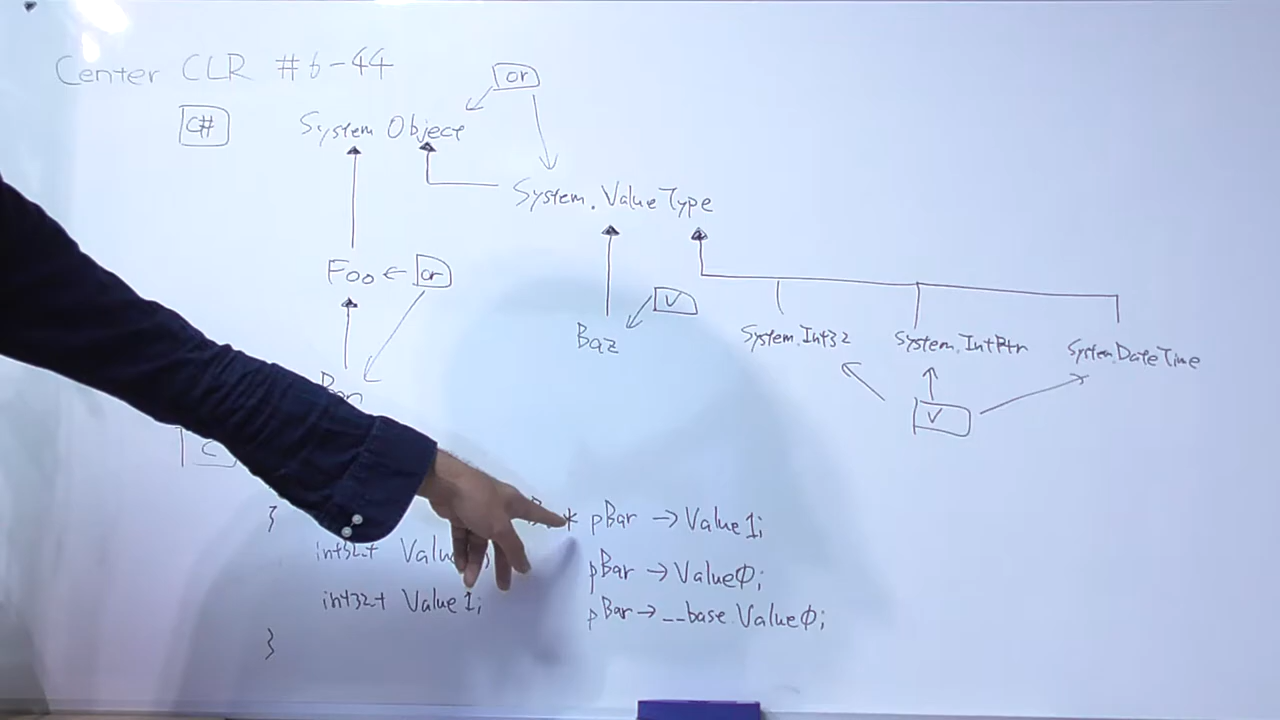 Center CLR #6-44
or
C#
System Object
System.ValueType
Foo ← or
V
Baz
System.Int32
System.IntPtr
System.DateTime
V
C
* pBar → Value1;
}
int32_t
pBar → Value0;
int32_t Value1;
pBar → __base.Value0;
}